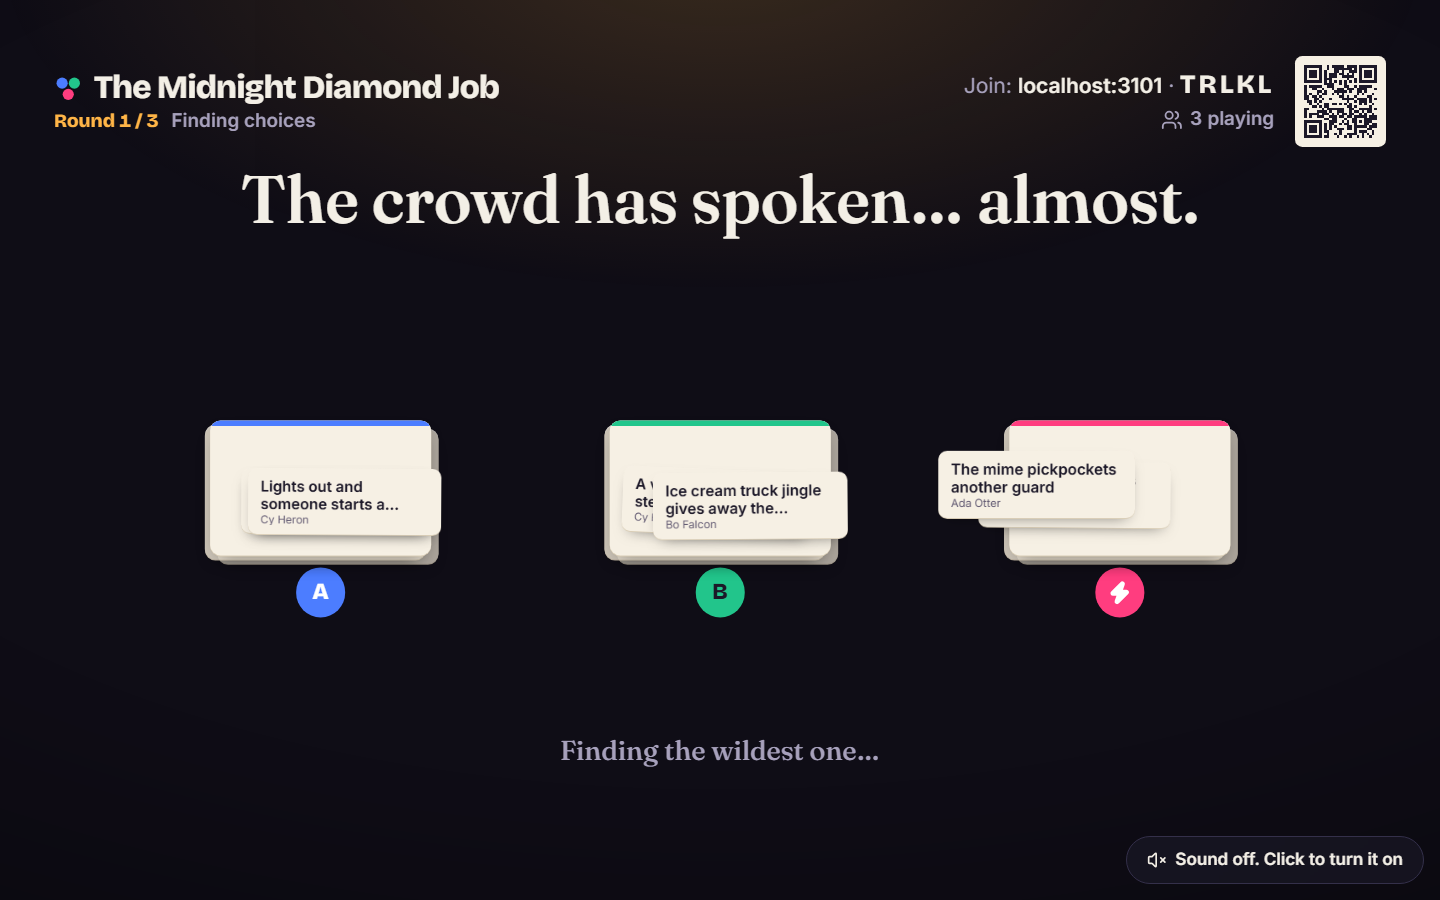 The Midnight Diamond Job
Round 1 / 3 Finding choices
Join: localhost:3101 · TRLKL
3 playing
The crowd has spoken... almost.
Lights out and
someone starts a...
Cy Heron
A
ste
Cy
Ice cream truck jingle
gives away the...
Bo Falcon
The mime pickpockets
another guard
Ada Otter
A
B
Finding the wildest one...
Sound off. Click to turn it on